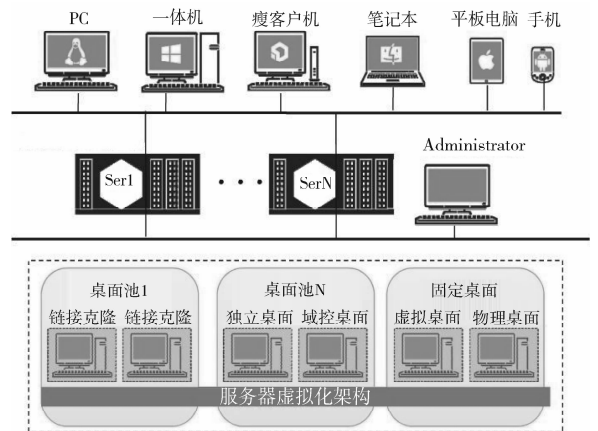 PC 一体机 瘦客户机 笔记本 平板电脑 手机
Ser1 SerN Administrator
桌面池1 桌面池N 固定桌面
链接克隆 链接克隆 独立桌面 域控桌面 虚拟桌面 物理桌面
服务器虚拟化架构